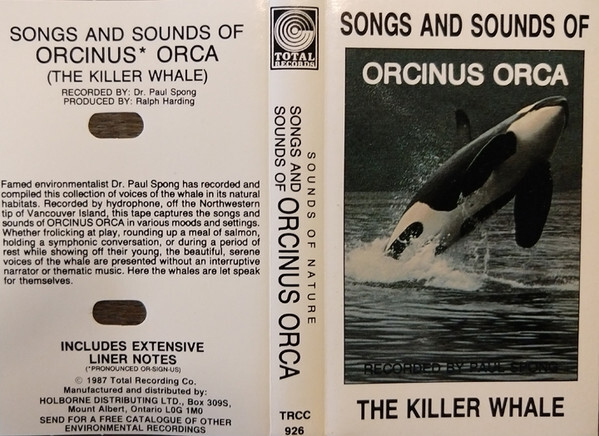 SONGS AND SOUNDS OF
ORCINUS* ORCA
(THE KILLER WHALE)
RECORDED BY: Dr. Paul Spong
PRODUCED BY: Ralph Harding
Famed environmentalist Dr. Paul Spong has recorded and
compiled this collection of voices of the whale in its natural
habitats. Recorded by hydrophone, off the Northwestern
tip of Vancouver Island, this tape captures the songs and
sounds of ORCINUS ORCA in various moods and settings.
Whether frolicking at play, rounding up a meal of salmon,
holding a symphonic conversation, or during a period of
rest while showing off their young, the beautiful, serene
voices of the whale are presented without an interruptive
narrator or thematic music. Here the whales are let speak
for themselves.
INCLUDES EXTENSIVE
LINER NOTES
(*PRONOUNCED OR-SIGN-US)
© 1987 Total Recording Co.
Manufactured and distributed by:
HOLBORNE DISTRIBUTING LTD., Box 309S,
Mount Albert, Ontario L0G 1M0
SEND FOR A FREE CATALOGUE OF OTHER
ENVIRONMENTAL RECORDINGS
TOTAL
RECORDS
SOUNDS OF NATURE
SONGS AND
SOUNDS OF ORCINUS ORCA
TRCC
926
SONGS AND SOUNDS OF
ORCINUS ORCA
RECORDED BY PAUL SPONG
THE KILLER WHALE